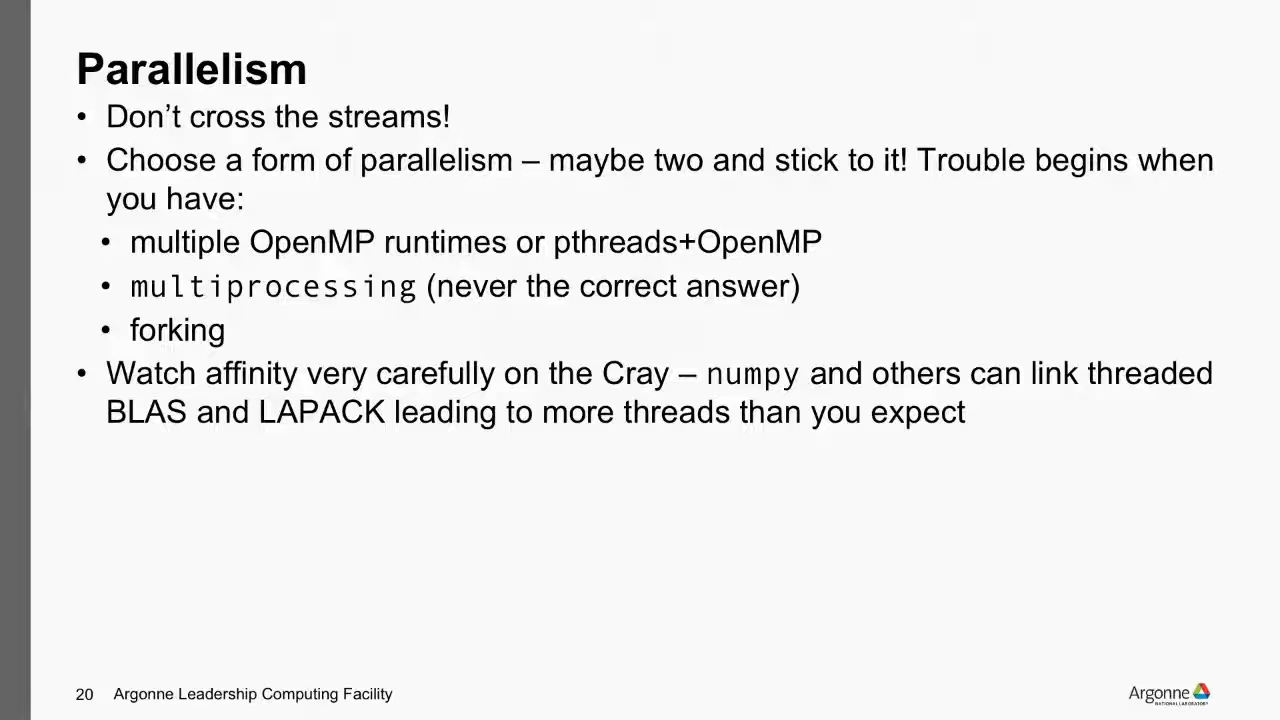 Parallelism
• Don’t cross the streams!
• Choose a form of parallelism – maybe two and stick to it! Trouble begins when
you have:
• multiple OpenMP runtimes or pthreads+OpenMP
• multiprocessing (never the correct answer)
• forking
• Watch affinity very carefully on the Cray – numpy and others can link threaded
BLAS and LAPACK leading to more threads than you expect
20 Argonne Leadership Computing Facility
Argonne
NATIONAL LABORATORY